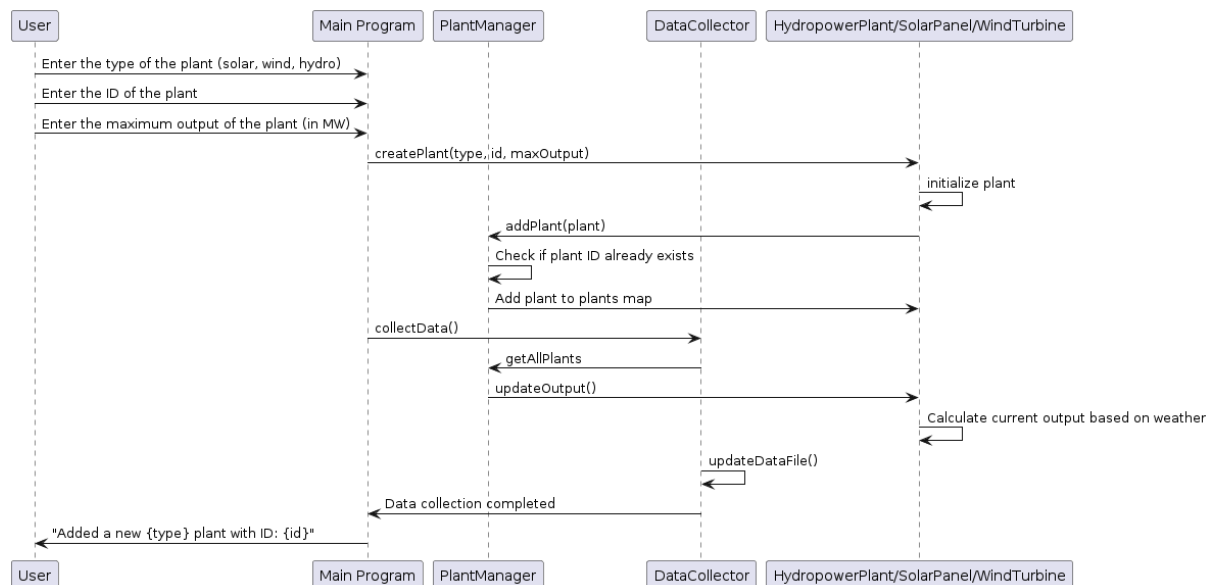 User Main Program PlantManager DataCollector HydropowerPlant/SolarPanel/WindTurbine
Enter the type of the plant (solar, wind, hydro)
Enter the ID of the plant
Enter the maximum output of the plant (in MW)
createPlant(type, id, maxOutput)
initialize plant
addPlant(plant)
Check if plant ID already exists
Add plant to plants map
collectData()
getAllPlants
updateOutput()
Calculate current output based on weather
updateDataFile()
Data collection completed
"Added a new {type} plant with ID: {id}"
User Main Program PlantManager DataCollector HydropowerPlant/SolarPanel/WindTurbine